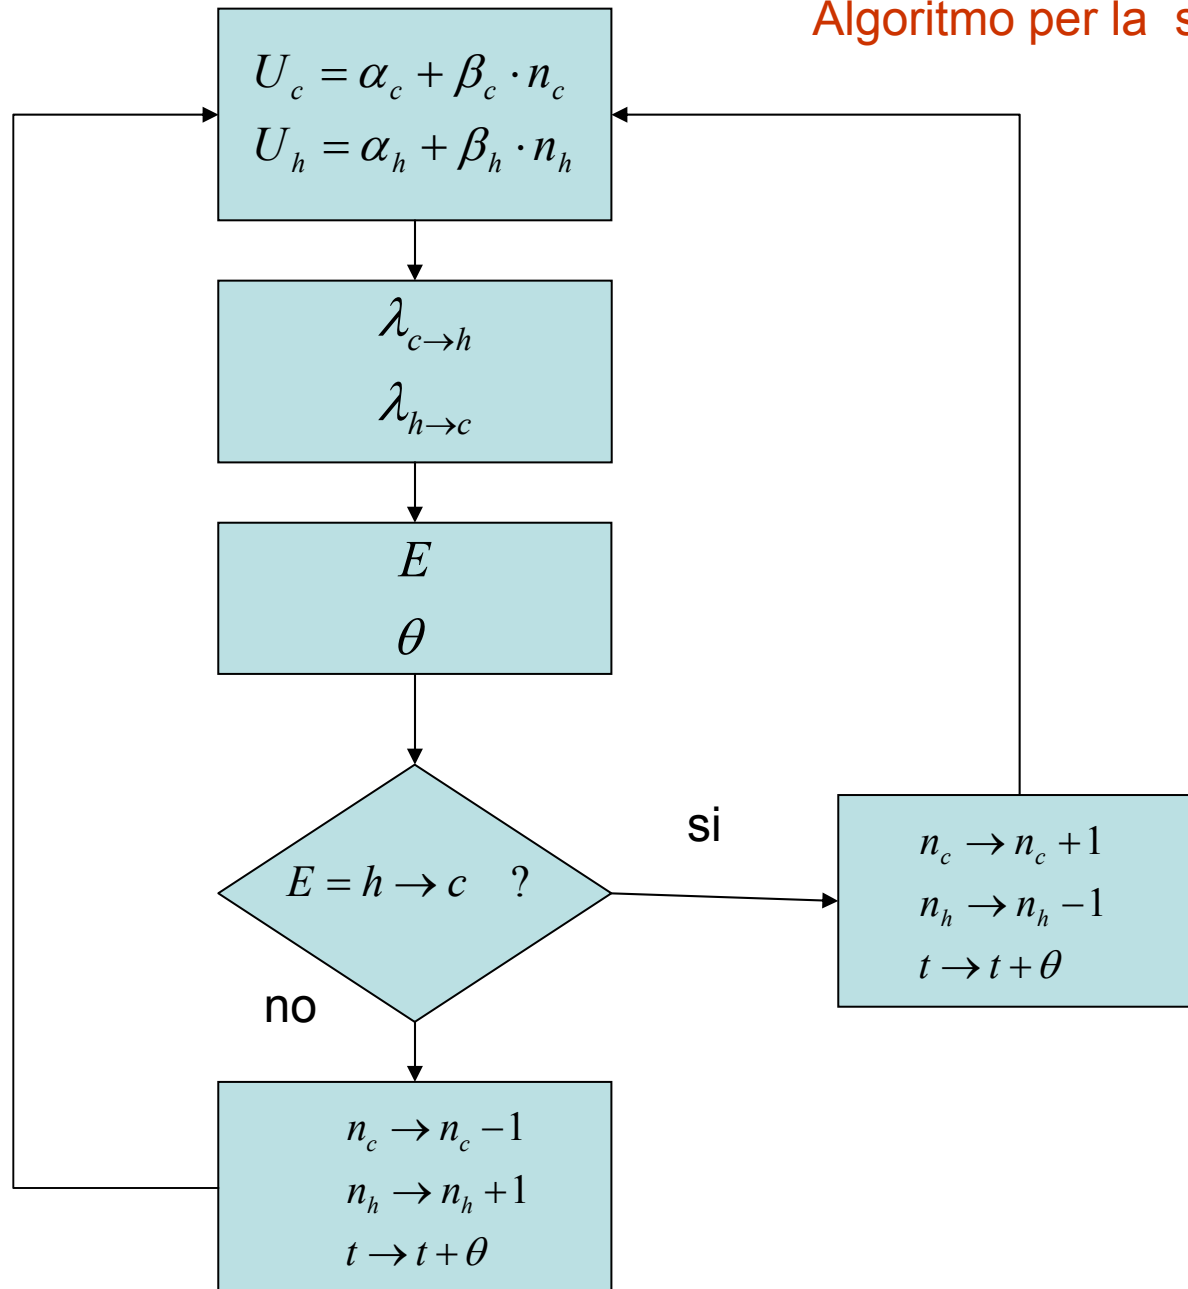 Algoritmo per la s
U_c = α_c + β_c · n_c
U_h = α_h + β_h · n_h
λ_{c→h}
λ_{h→c}
E
θ
E = h → c ?
si
n_c → n_c + 1
n_h → n_h − 1
t → t + θ
no
n_c → n_c − 1
n_h → n_h + 1
t → t + θ